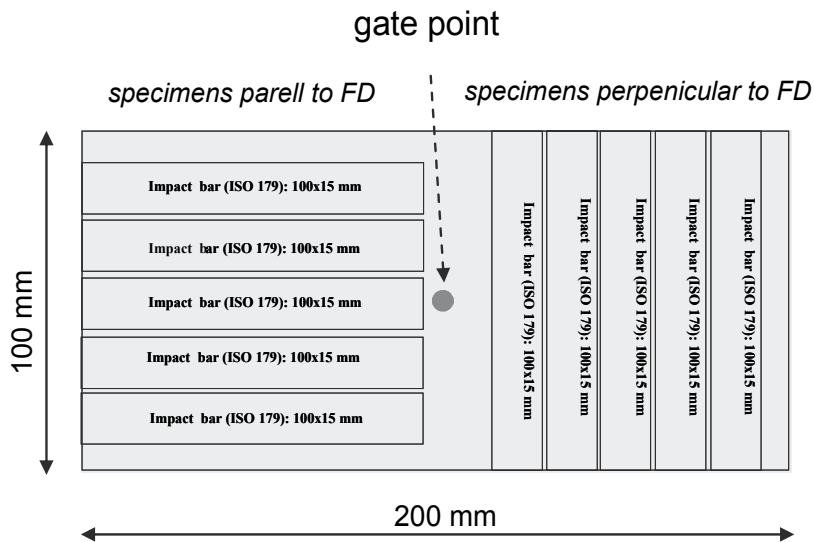 gate point
specimens parell to FD
specimens perpenicular to FD
Impact bar (ISO 179): 100x15 mm
Impact bar (ISO 179): 100x15 mm
Impact bar (ISO 179): 100x15 mm
Impact bar (ISO 179): 100x15 mm
Impact bar (ISO 179): 100x15 mm
Impact bar (ISO 179): 100x15 mm
Impact bar (ISO 179): 100x15 mm
Impact bar (ISO 179): 100x15 mm
Impact bar (ISO 179): 100x15 mm
Impact bar (ISO 179): 100x15 mm
100 mm
200 mm